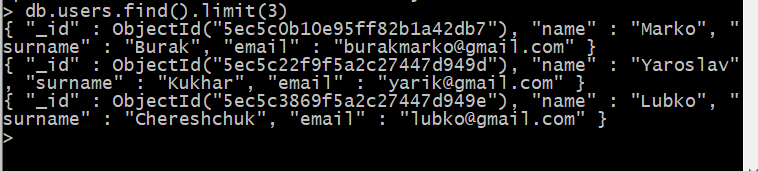 > db.users.find().limit(3)
{ "_id" : ObjectId("5ec5c0b10e95ff82b1a42db7"), "name" : "Marko", "
surname" : "Burak", "email" : "burakmarko@gmail.com" }
{ "_id" : ObjectId("5ec5c22f9f5a2c27447d949d"), "name" : "Yaroslav"
, "surname" : "Kukhar", "email" : "yarik@gmail.com" }
{ "_id" : ObjectId("5ec5c3869f5a2c27447d949e"), "name" : "Lubko", "
surname" : "Chereshchuk", "email" : "lubko@gmail.com" }
>